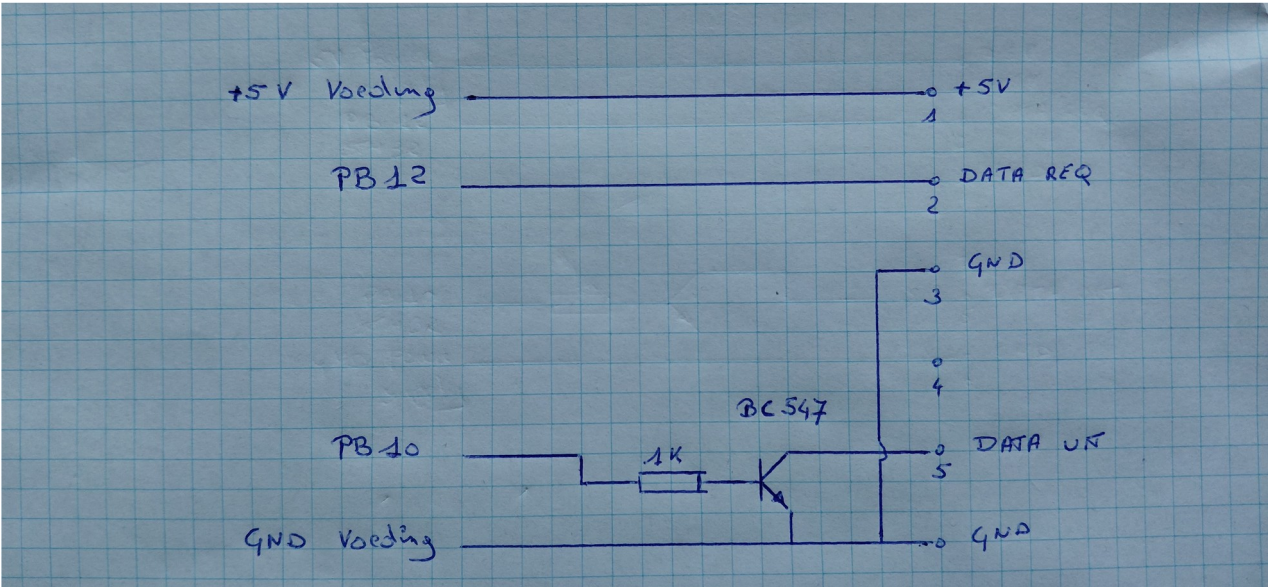 +5V Voeding +5V
1
PB12 DATA REQ
2
GND
3
4
BC547
PB10 1K DATA UIT
5
GND Voeding GND